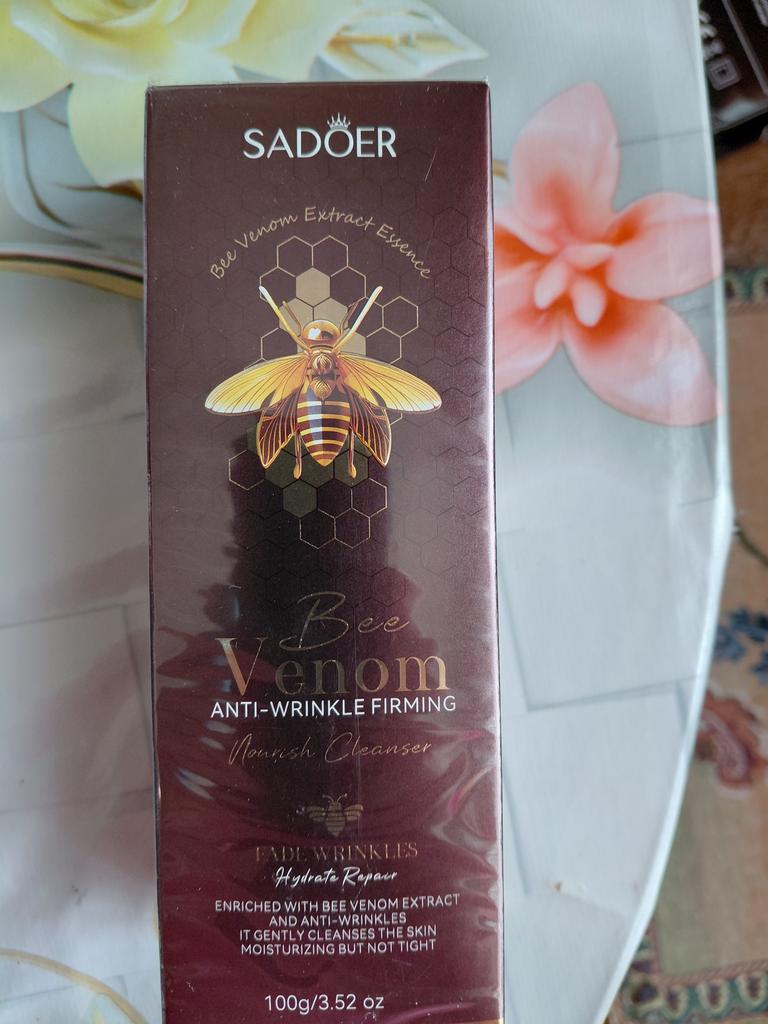 SADOER
Bee Venom Extract Essence
Bee
Venom
ANTI-WRINKLE FIRMING
Nourish Cleanser
FADE WRINKLES
Hydrate Repair
ENRICHED WITH BEE VENOM EXTRACT
AND ANTI-WRINKLES
IT GENTLY CLEANSES THE SKIN
MOISTURIZING BUT NOT TIGHT
100g/3.52 oz